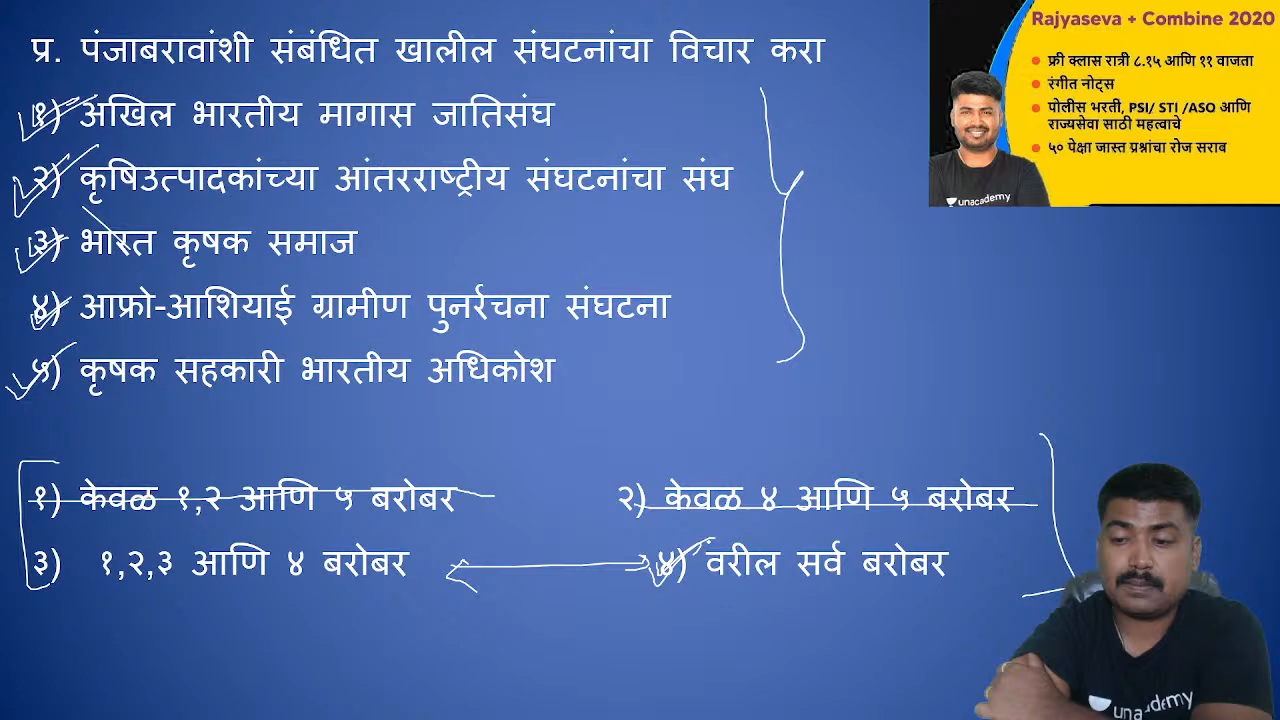 प्र. पंजाबरावांशी संबंधित खालील संघटनांचा विचार करा
१) अखिल भारतीय मागास जातिसंघ
२) कृषिउत्पादकांच्या आंतरराष्ट्रीय संघटनांचा संघ
३) भारत कृषक समाज
४) आफ्रो-आशियाई ग्रामीण पुनर्रचना संघटना
५) कृषक सहकारी भारतीय अधिकोश
१) केवळ १,२ आणि ५ बरोबर
२) केवळ ४ आणि ५ बरोबर
३) १,२,३ आणि ४ बरोबर
४) वरील सर्व बरोबर
Rajyaseva + Combine 2020
फ्री क्लास रात्री ८.१५ आणि ११ वाजता
रंगीत नोट्स
पोलीस भरती, PSI/ STI /ASO आणि
राज्यसेवा साठी महत्वाचे
५० पेक्षा जास्त प्रश्नांचा रोज सराब
unacademy
unacademy